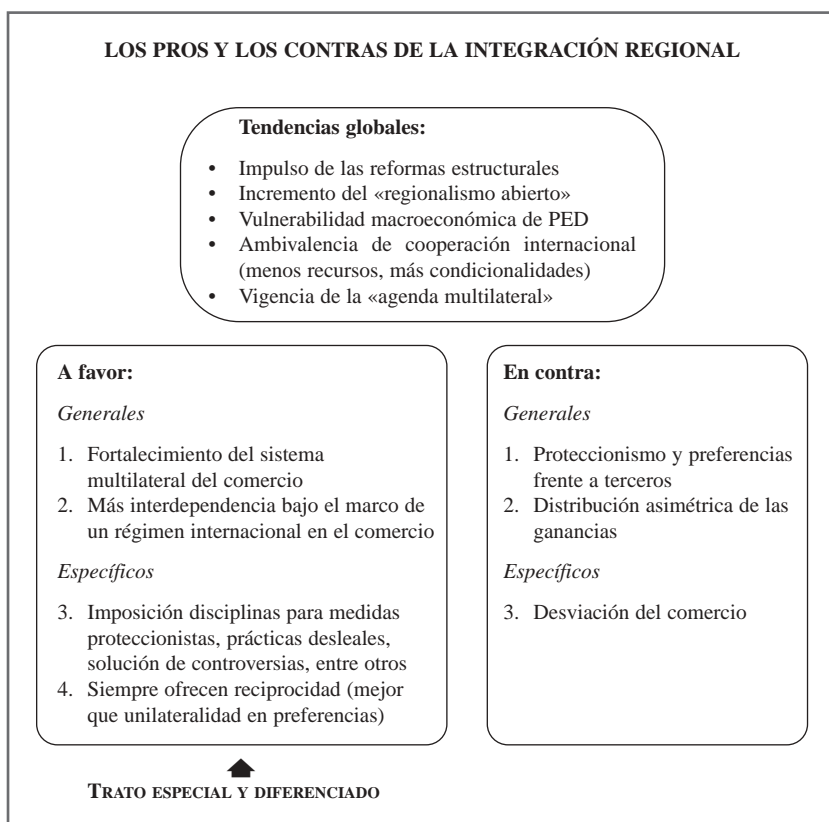 LOS PROS Y LOS CONTRAS DE LA INTEGRACIÓN REGIONAL
Tendencias globales:
• Impulso de las reformas estructurales
• Incremento del «regionalismo abierto»
• Vulnerabilidad macroeconómica de PED
• Ambivalencia de cooperación internacional
(menos recursos, más condicionalidades)
• Vigencia de la «agenda multilateral»
A favor:
Generales
1. Fortalecimiento del sistema
multilateral del comercio
2. Más interdependencia bajo el marco de
un régimen internacional en el comercio
Específicos
3. Imposición disciplinas para medidas
proteccionistas, prácticas desleales,
solución de controversias, entre otros
4. Siempre ofrecen reciprocidad (mejor
que unilateralidad en preferencias)
En contra:
Generales
1. Proteccionismo y preferencias
frente a terceros
2. Distribución asimétrica de las
ganancias
Específicos
3. Desviación del comercio
TRATO ESPECIAL Y DIFERENCIADO